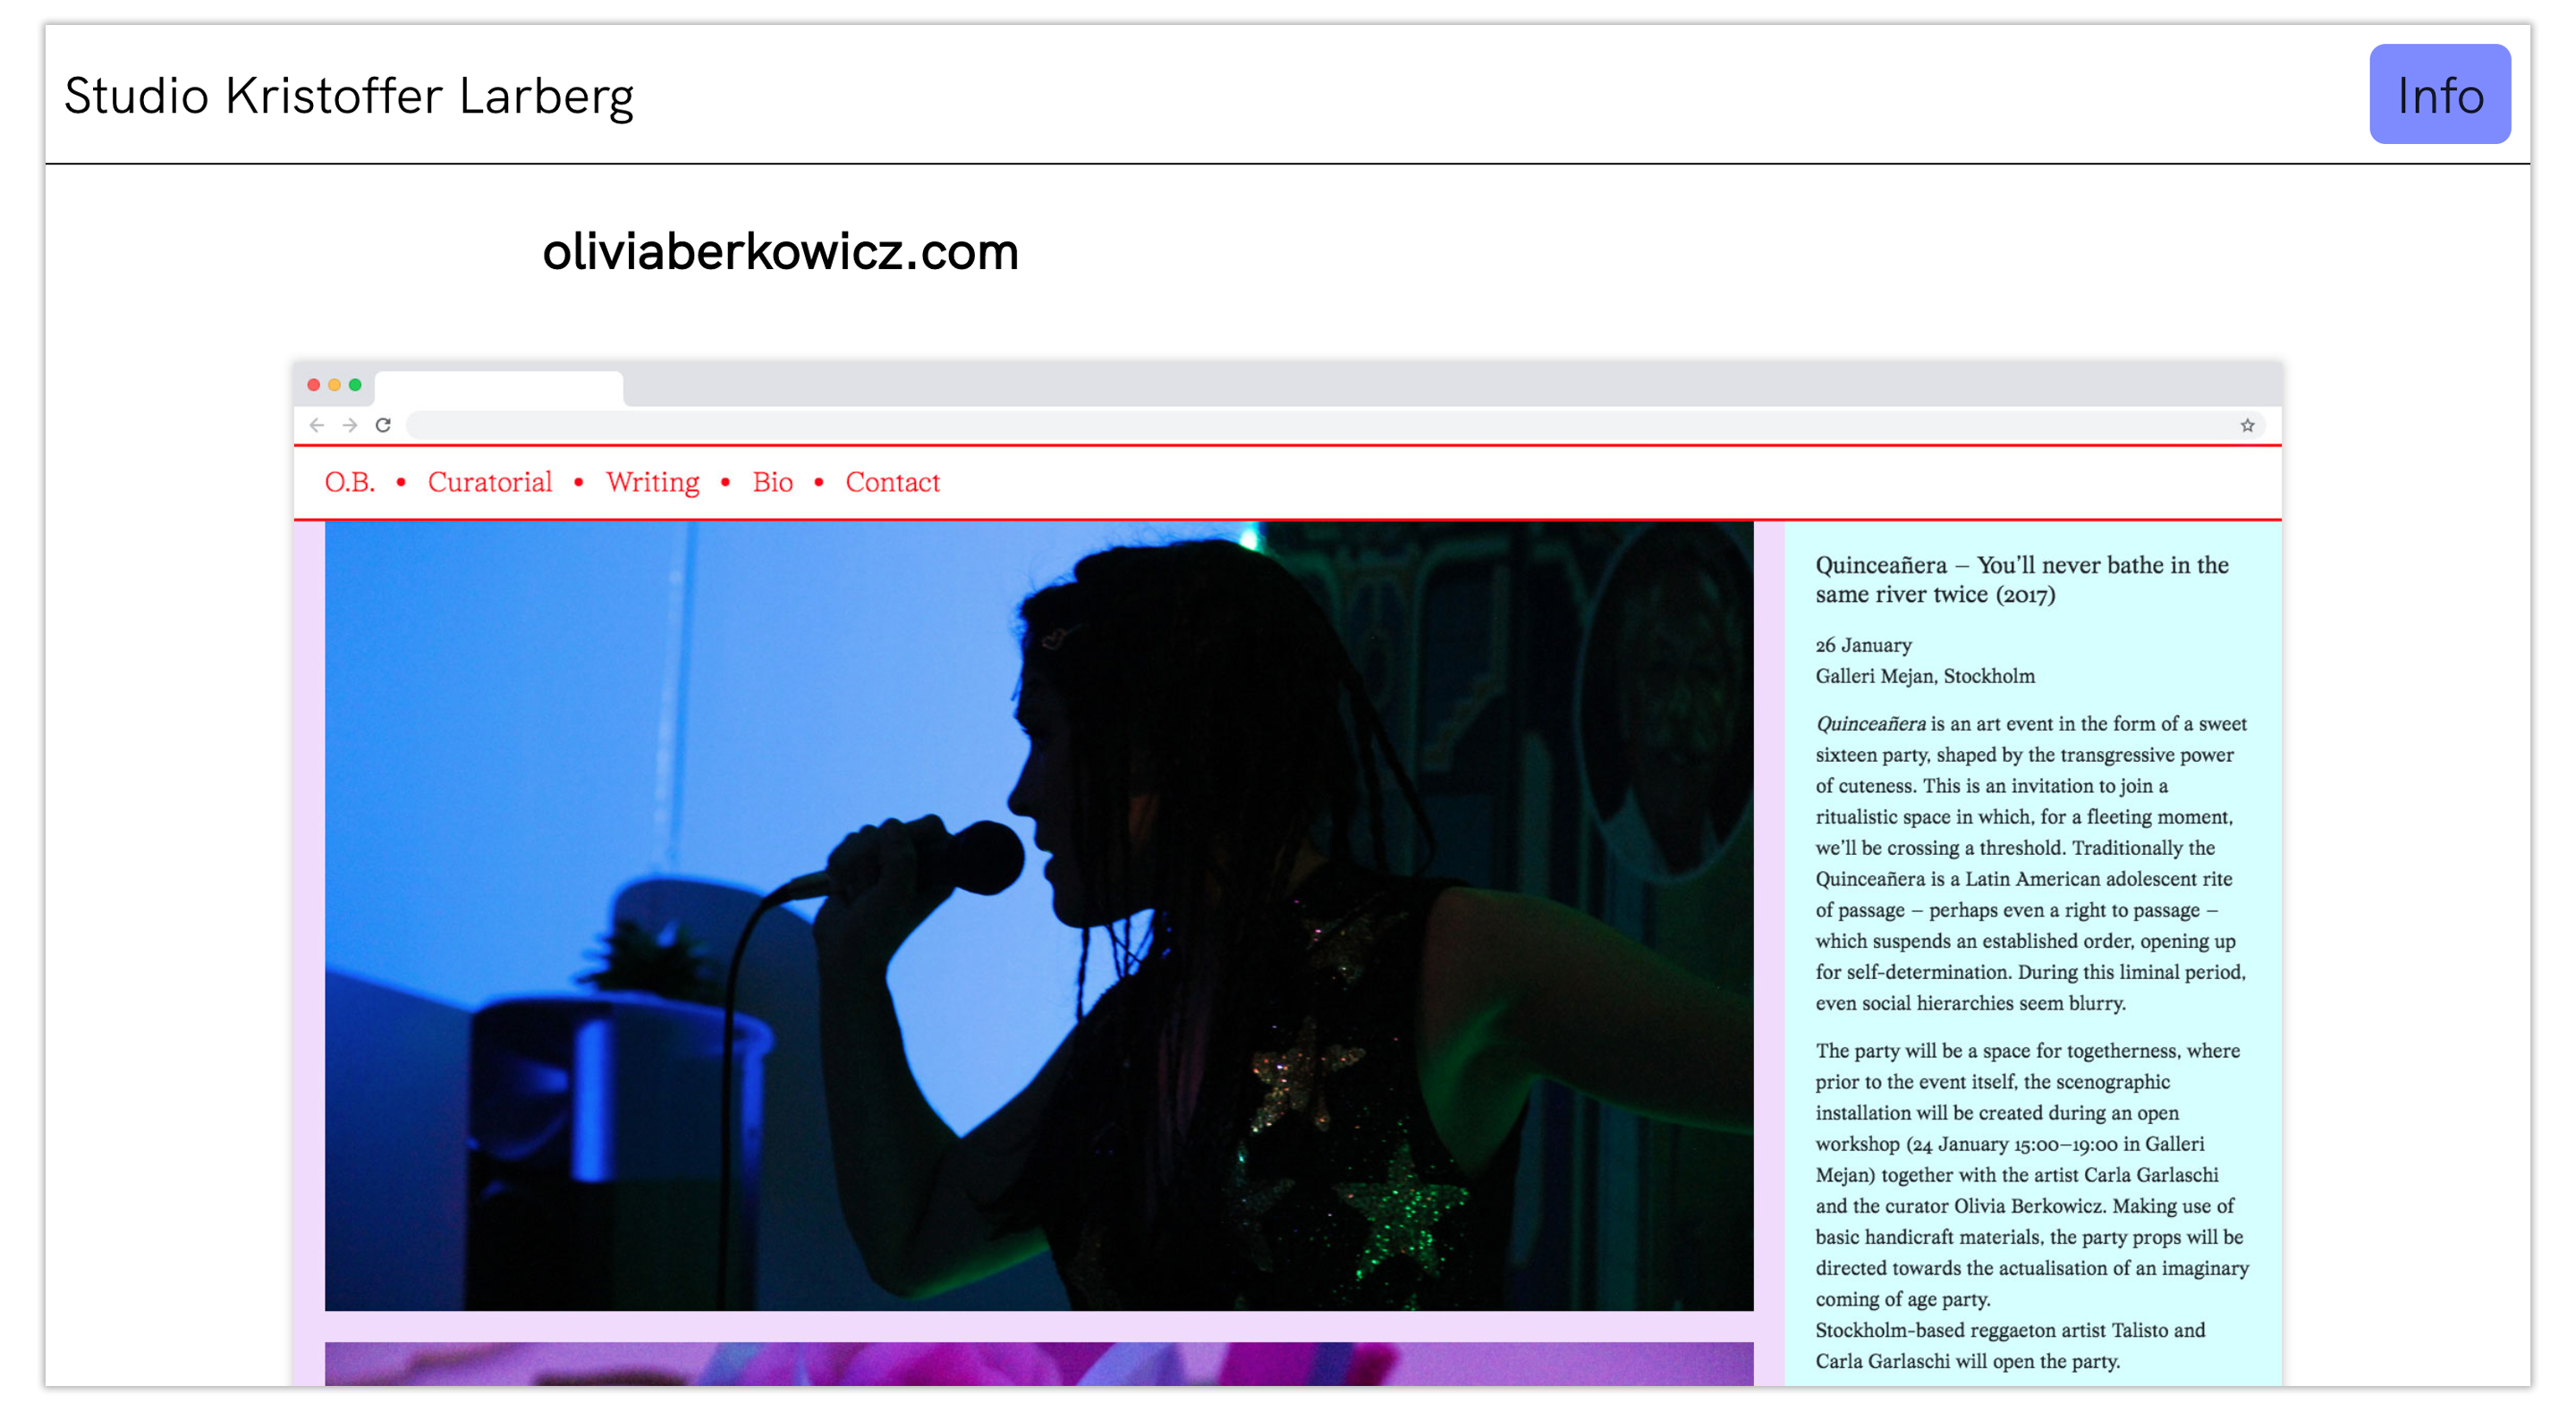 Studio Kristoffer Larberg
Info
oliviaberkowicz.com
O.B. • Curatorial • Writing • Bio • Contact
Quinceañera – You’ll never bathe in the
same river twice (2017)
26 January
Galleri Mejan, Stockholm
Quinceañera is an art event in the form of a sweet
sixteen party, shaped by the transgressive power
of cuteness. This is an invitation to join a
ritualistic space in which, for a fleeting moment,
we’ll be crossing a threshold. Traditionally the
Quinceañera is a Latin American adolescent rite
of passage – perhaps even a right to passage –
which suspends an established order, opening up
for self-determination. During this liminal period,
even social hierarchies seem blurry.
The party will be a space for togetherness, where
prior to the event itself, the scenographic
installation will be created during an open
workshop (24 January 15:00–19:00 in Galleri
Mejan) together with the artist Carla Garlaschi
and the curator Olivia Berkowicz. Making use of
basic handicraft materials, the party props will be
directed towards the actualisation of an imaginary
coming of age party.
Stockholm-based reggaeton artist Talisto and
Carla Garlaschi will open the party.